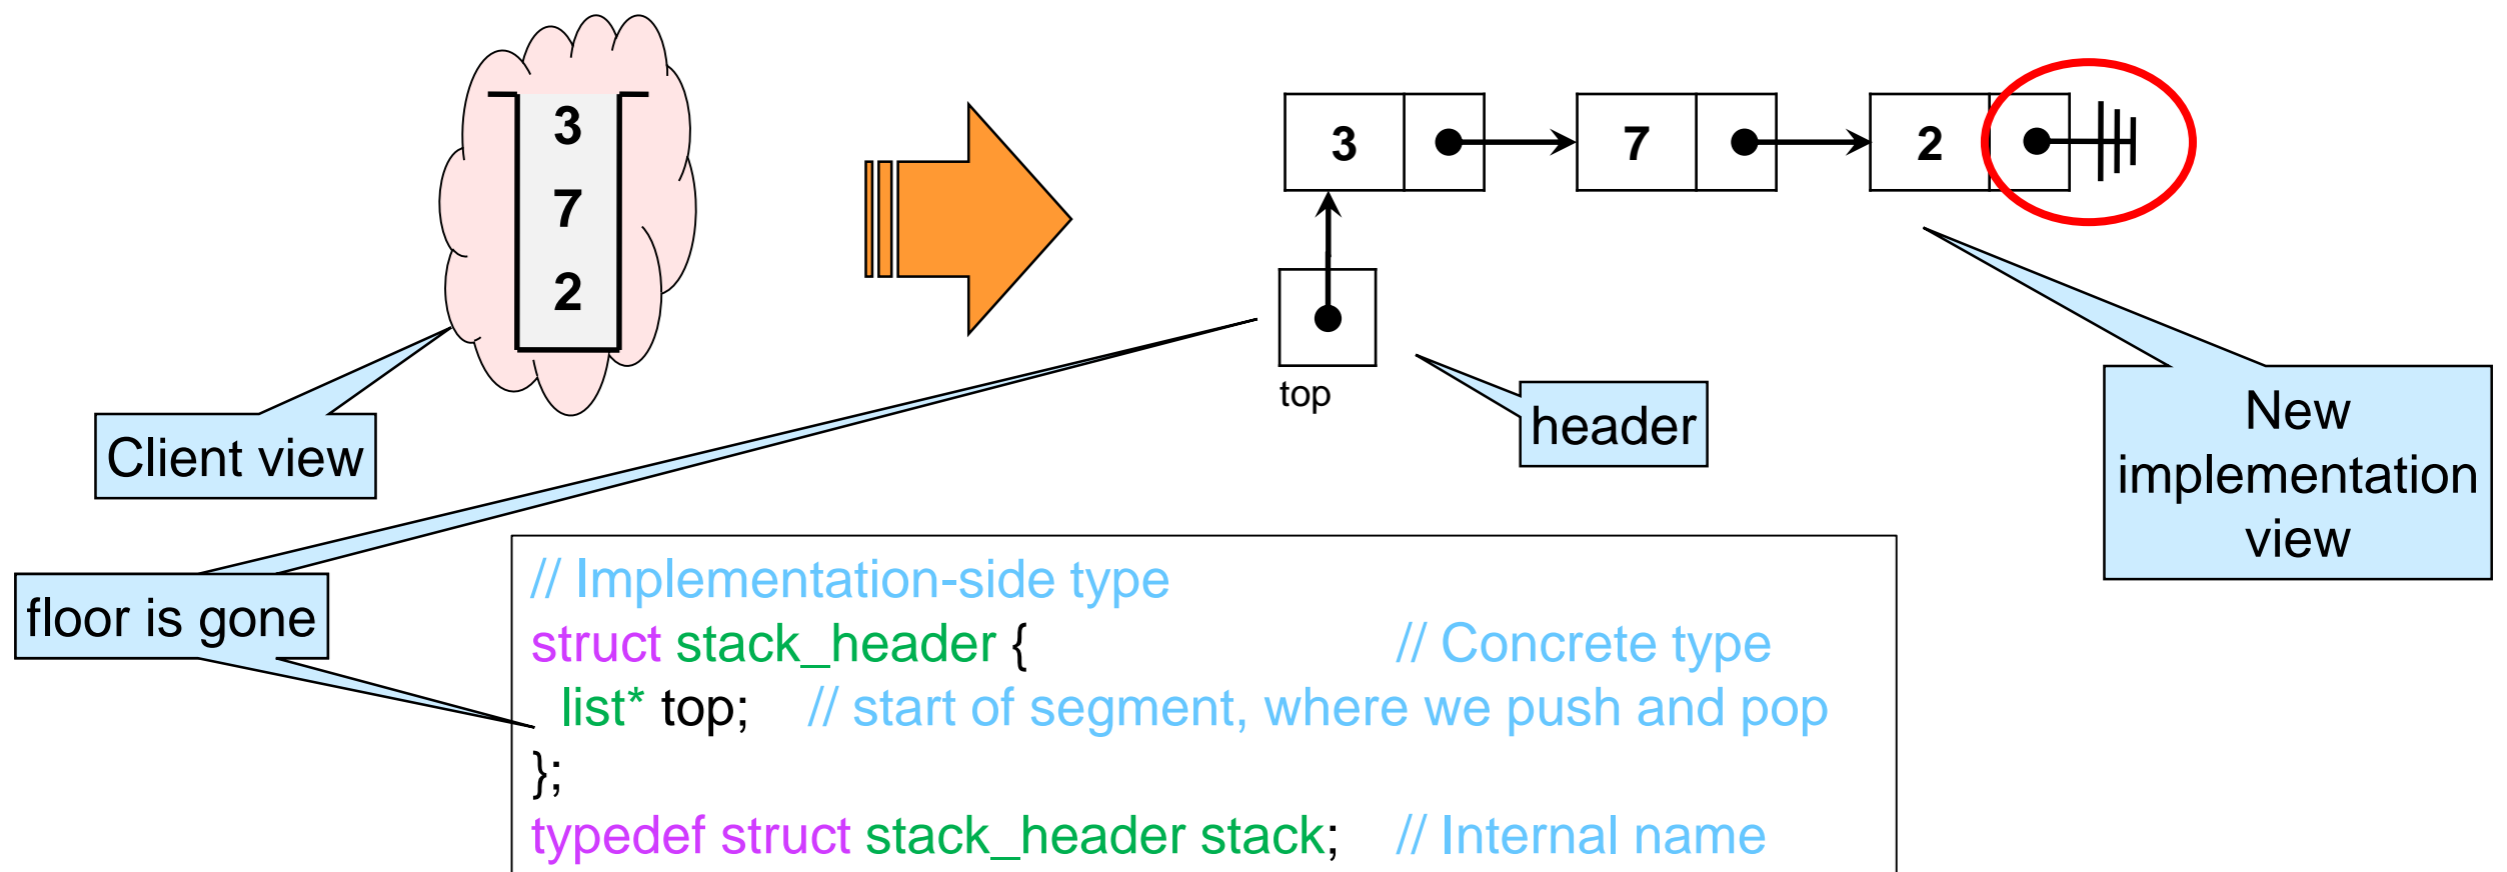 3
7
2
3
7
2
top
header
Client view
New
implementation
view
floor is gone
// Implementation-side type
struct stack_header { // Concrete type
list* top; // start of segment, where we push and pop
};
typedef struct stack_header stack; // Internal name